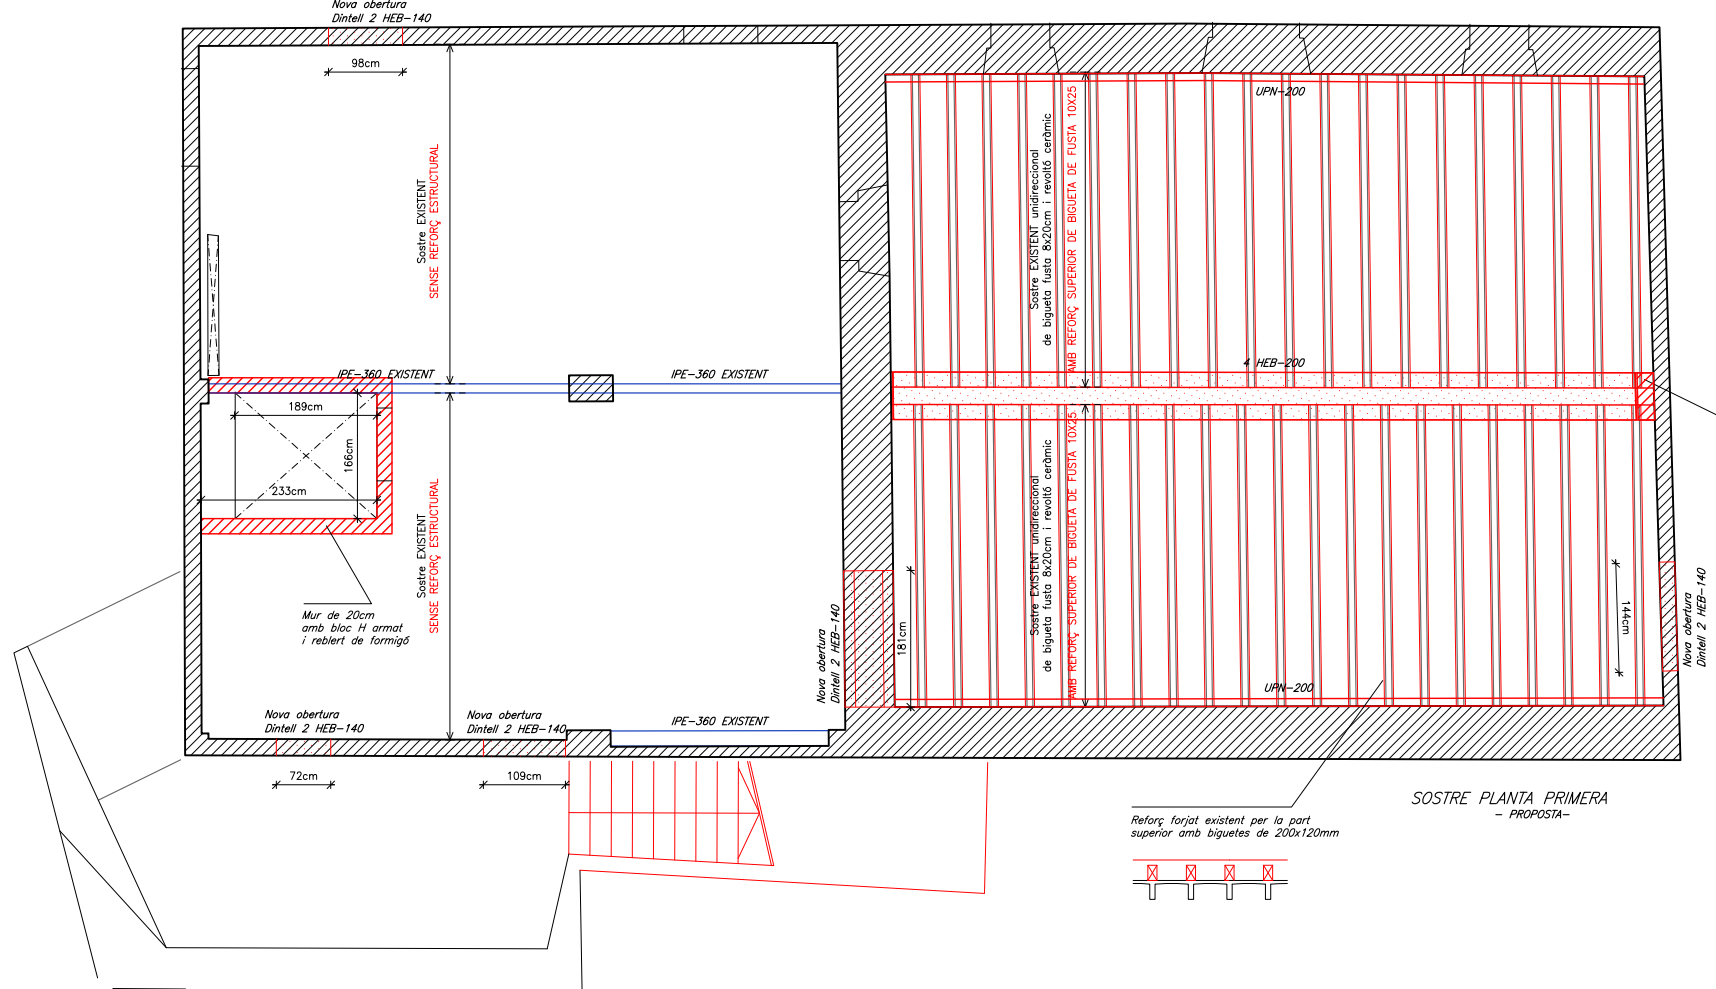 Nova obertura
Dintell 2 HEB-140
98cm
Sostre EXISTENT
SENSE REFORÇ ESTRUCTURAL
IPE-360 EXISTENT
IPE-360 EXISTENT
189cm
166cm
233cm
Sostre EXISTENT
SENSE REFORÇ ESTRUCTURAL
Mur de 20cm
amb bloc H armat
i reblert de formigó
Nova obertura
Dintell 2 HEB-140
72cm
Nova obertura
Dintell 2 HEB-140
109cm
IPE-360 EXISTENT
UPN-200
Sostre EXISTENT unidireccional
de bigueta fusta 8x20cm i revoltó ceràmic
AMB REFORÇ SUPERIOR DE BIGUETA DE FUSTA 10X25
4 HEB-200
Sostre EXISTENT unidireccional
de bigueta fusta 8x20cm i revoltó ceràmic
AMB REFORÇ SUPERIOR DE BIGUETA DE FUSTA 10X25
Nova obertura
Dintell 2 HEB-140
181cm
144cm
Nova obertura
Dintell 2 HEB-140
UPN-200
SOSTRE PLANTA PRIMERA
- PROPOSTA-
Reforç forjat existent per la part
superior amb biguetes de 200x120mm